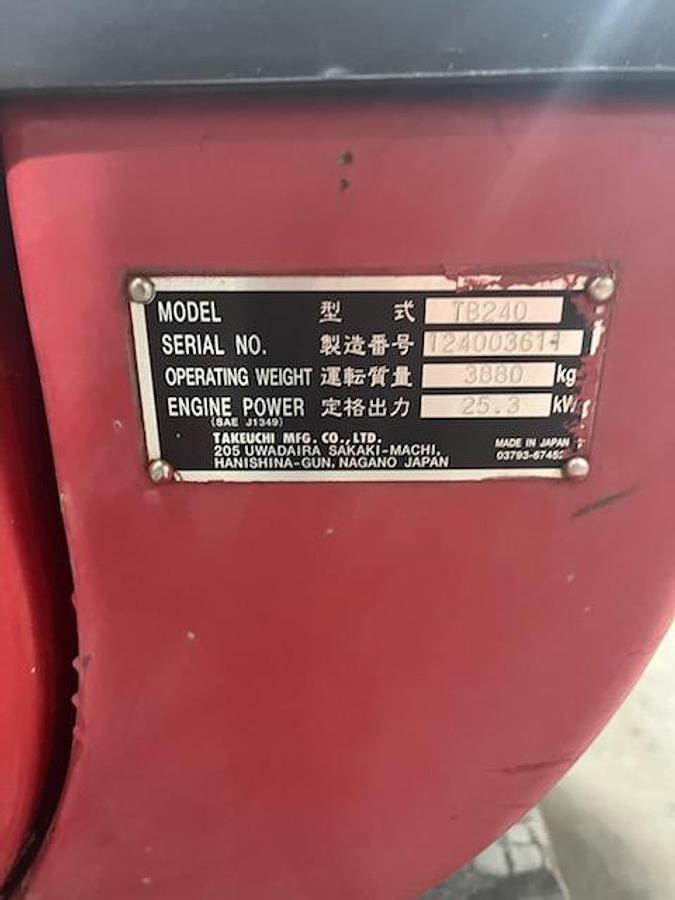 MODEL 型式 TB240
SERIAL NO. 製造番号
OPERATING WEIGHT 運転質量 3880 kg
ENGINE POWER 定格出力 25.3 kW
(SAE J1349)
TAKEUCHI MFG. CO., LTD.
205 UWADAIRA SAKAKI-MACHI,
HANISHINA-GUN, NAGANO JAPAN
MADE IN JAPAN